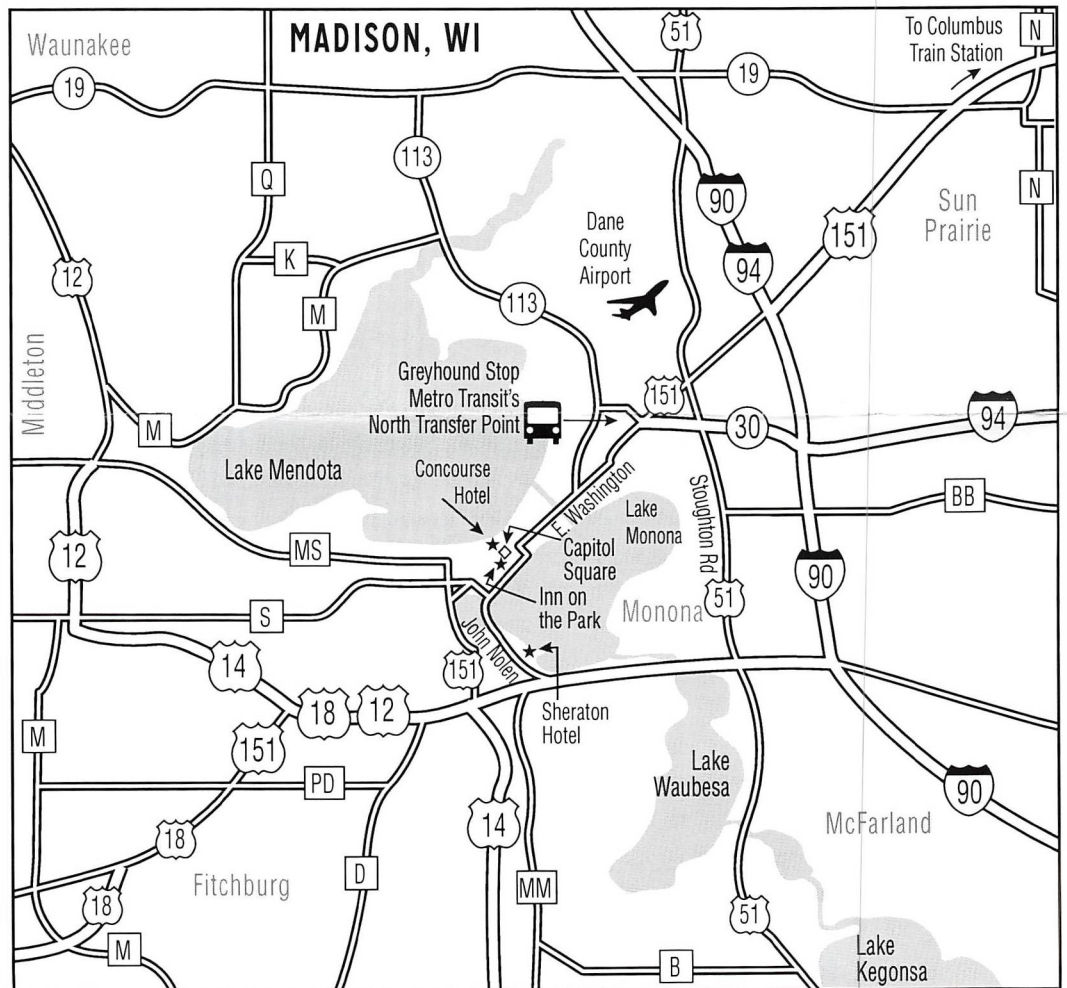 MADISON, WI
Waunakee
51
To Columbus
Train Station
N
19
19
113
Q
90
N
Dane
County
Airport
Sun
Prairie
151
12
K
94
M
113
Middleton
Greyhound Stop
Metro Transit's
North Transfer Point
151
30
94
M
Lake Mendota
Concourse
Hotel
E. Washington
Stoughton Rd
BB
Lake
Monona
MS
Capitol
Square
12
90
Inn on
the Park
Monona
51
S
John Nolen
14
151
18
12
Sheraton
Hotel
M
151
PD
Lake
Waubesa
90
14
McFarland
18
Fitchburg
D
MM
18
51
M
B
Lake
Kegonsa